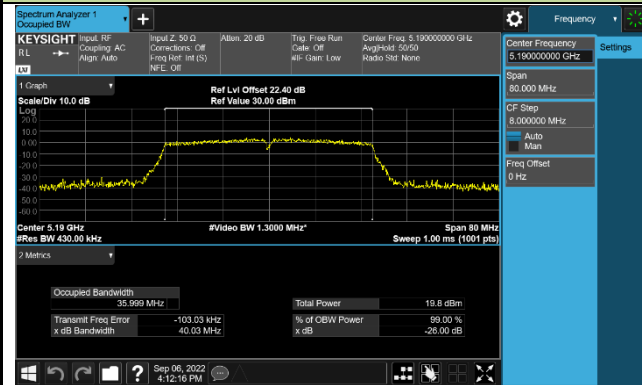 Spectrum Analyzer 1
Occupied BW
Frequency
KEYSIGHT
RL
LXI
Input: RF
Coupling: AC
Align: Auto
Input Z: 50 Ω
Corrections: Off
Freq Ref: Int (S)
NFE: Off
Atten: 20 dB
Trig: Free Run
Gate: Off
#IF Gain: Low
Center Freq: 5.190000000 GHz
Avg|Hold: 50/50
Radio Std: None
Center Frequency
5.190000000 GHz
Settings
Span
80.000 MHz
CF Step
8.000000 MHz
Auto
Man
Freq Offset
0 Hz
1 Graph
Scale/Div 10.0 dB
Ref Lvl Offset 22.40 dB
Ref Value 30.00 dBm
Log
20.0
10.0
0.00
-10.0
-20.0
-30.0
-40.0
-50.0
-60.0
Center 5.19 GHz
#Res BW 430.00 kHz
#Video BW 1.3000 MHz*
Span 80 MHz
Sweep 1.00 ms (1001 pts)
2 Metrics
Occupied Bandwidth
35.999 MHz
Total Power 19.8 dBm
Transmit Freq Error -103.03 kHz
% of OBW Power 99.00 %
x dB Bandwidth 40.03 MHz
x dB -26.00 dB
Sep 06, 2022
4:12:16 PM